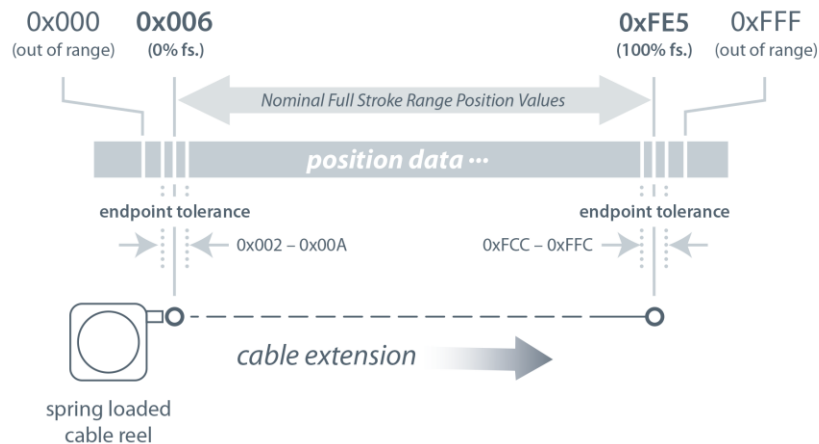 0x000
(out of range)
0x006
(0% fs.)
0xFE5
(100% fs.)
0xFFF
(out of range)
Nominal Full Stroke Range Position Values
position data ···
endpoint tolerance
endpoint tolerance
0x002 – 0x00A
0xFCC – 0xFFC
cable extension
spring loaded
cable reel